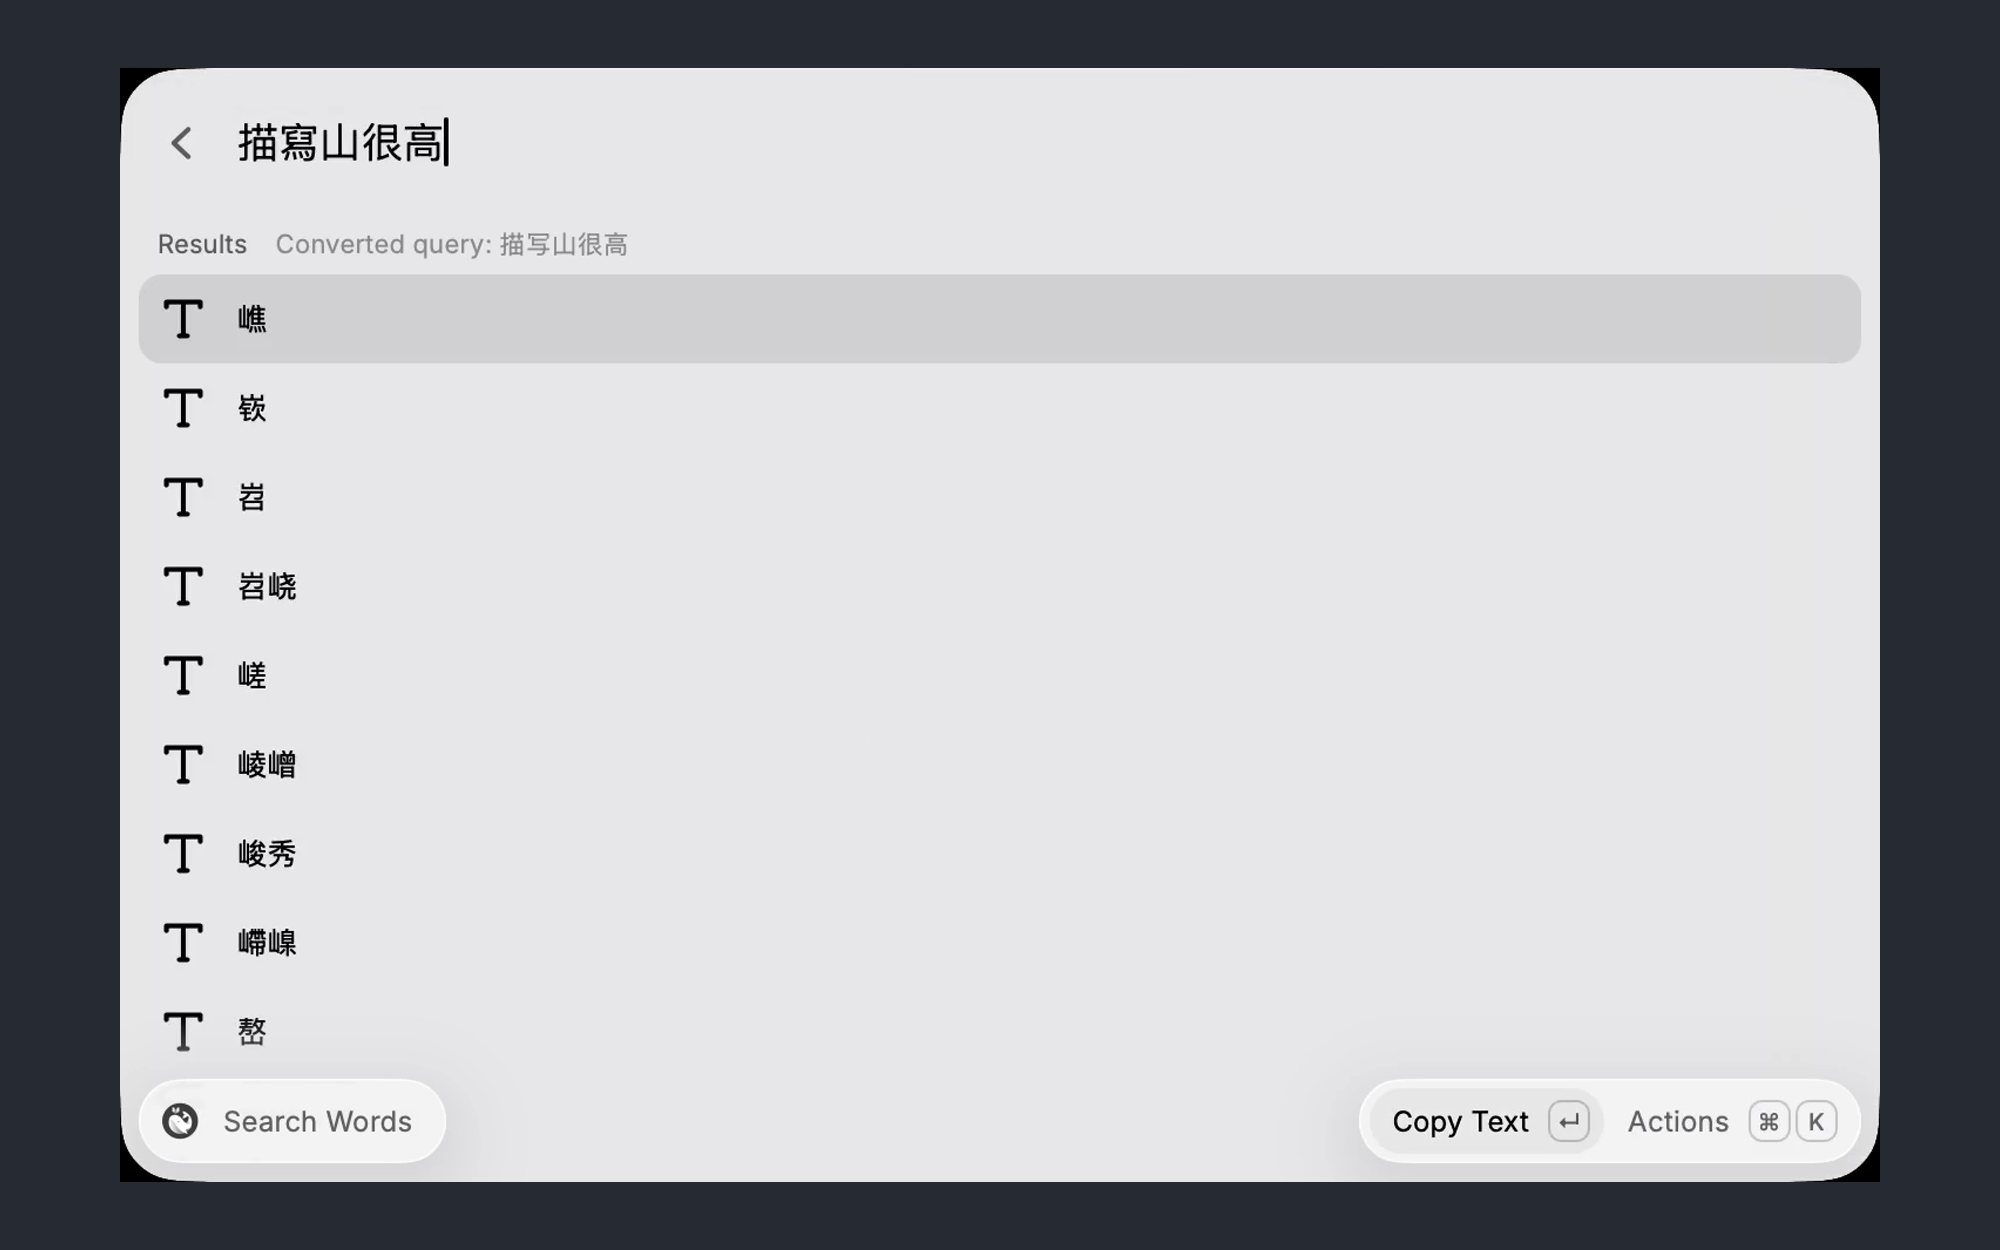 描寫山很高
Results Converted query: 描写山很高
嶕
嵚
岧
岧峣
嵯
崚嶒
峻秀
嵽嵲
嶅
Search Words
Copy Text ↵ Actions ⌘ K